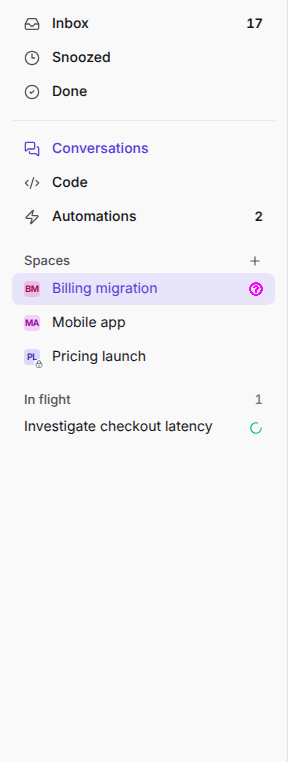 Inbox 17
Snoozed
Done
Conversations
Code
Automations 2
Spaces +
BM Billing migration ?
MA Mobile app
PL Pricing launch
In flight 1
Investigate checkout latency